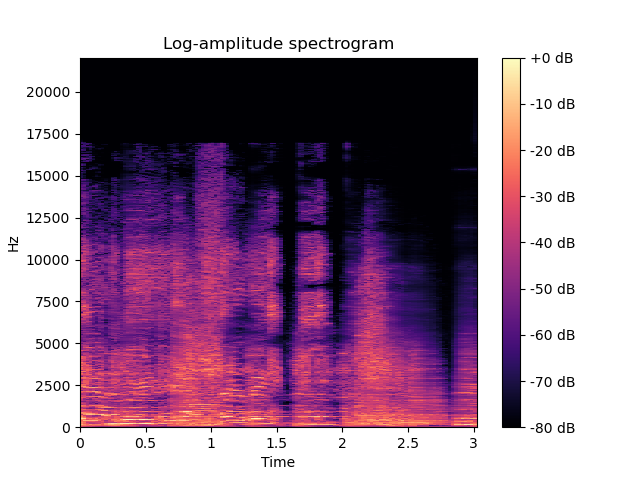 Log-amplitude spectrogram
Hz
20000
17500
15000
12500
10000
7500
5000
2500
0
0 0.5 1 1.5 2 2.5 3
Time
+0 dB
-10 dB
-20 dB
-30 dB
-40 dB
-50 dB
-60 dB
-70 dB
-80 dB